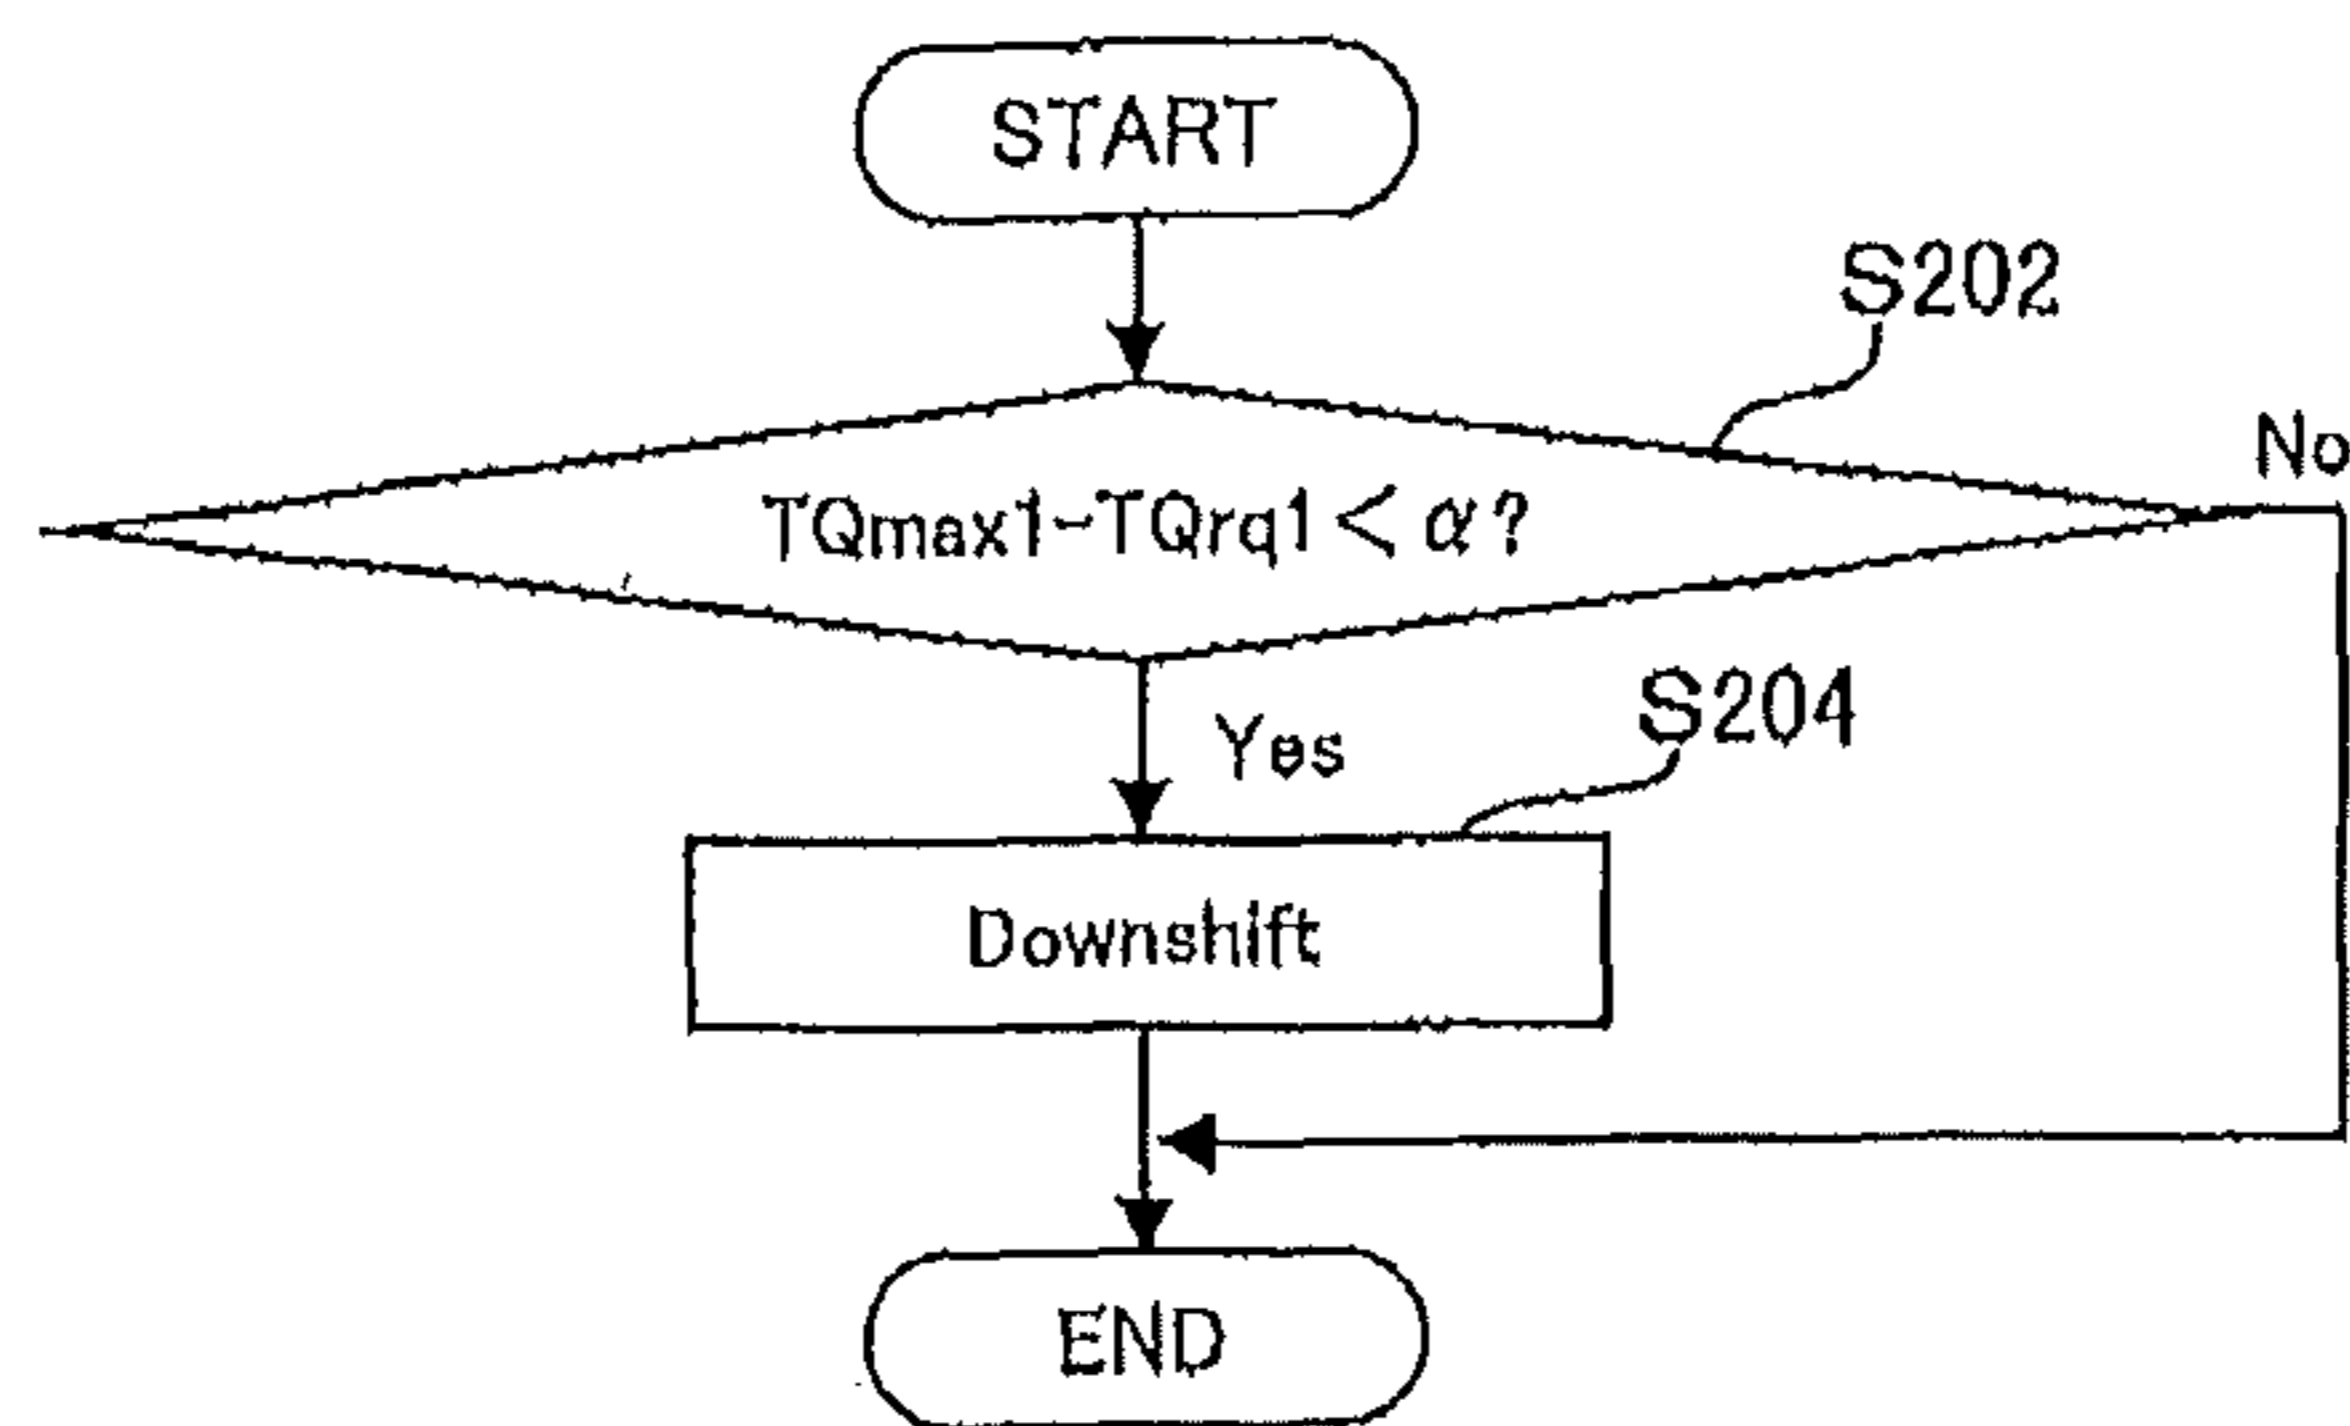 START
S202
No
TQmax1-TQrq1<α?
S204
Yes
Downshift
END